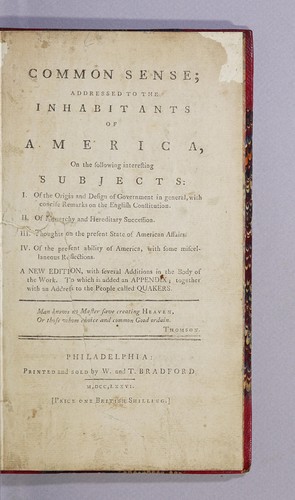 COMMON SENSE;
ADDRESSED TO THE
INHABITANTS
OF
AMERICA,
On the following interesting
SUBJECTS:
I. Of the Origin and Design of Government in general, with
concise Remarks on the English Constitution.
II. Of Monarchy and Hereditary Succession.
III. Thoughts on the present State of American Affairs.
IV. Of the present ability of America, with some miscel-
laneous Reflections.
A NEW EDITION, with several Additions in the Body of
the Work. To which is added an APPENDIX; together
with an Address to the People called QUAKERS.
Man knows no Master save creating HEAVEN,
Or those whom choice and common Good ordain.
THOMSON.
PHILADELPHIA:
PRINTED and SOLD by W. and T. BRADFORD.
M,DCC,LXXVI.
[PRICE ONE BRITISH SHILLING.]